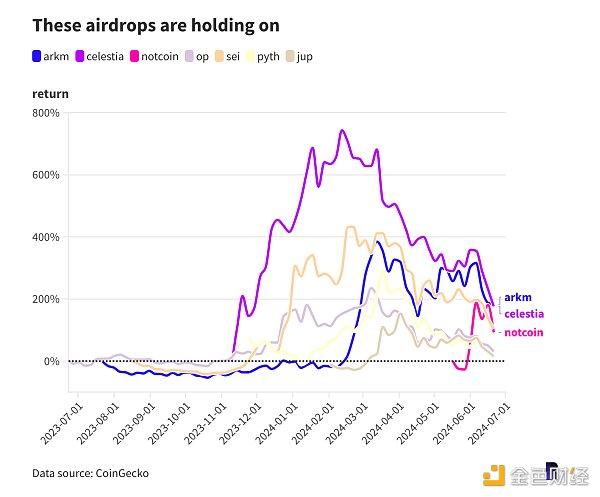 These airdrops are holding on
arkm celestia notcoin op sei pyth jup
return
800%
600%
400%
200%
0%
arkm
celestia
notcoin
2023-07-01 2023-08-01 2023-09-01 2023-10-01 2023-11-01 2023-12-01 2024-01-01 2024-02-01 2024-03-01 2024-04-01 2024-05-01 2024-06-01 2024-07-01
Data source: CoinGecko
金色财经